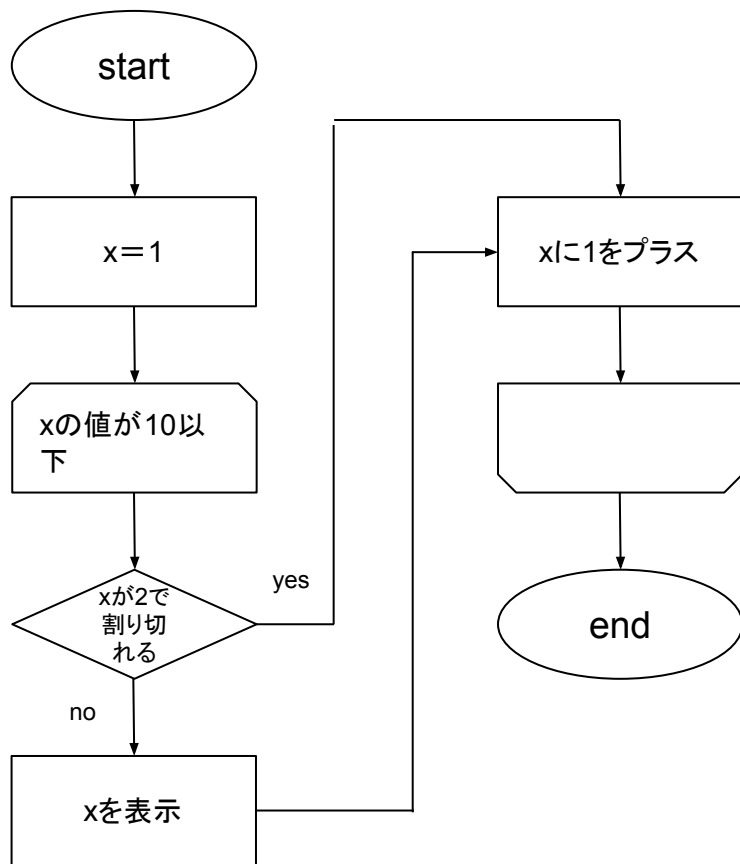 start
x＝1
xの値が10以
下
xが2で
割り切
れる
yes
no
xを表示
xに1をプラス
end